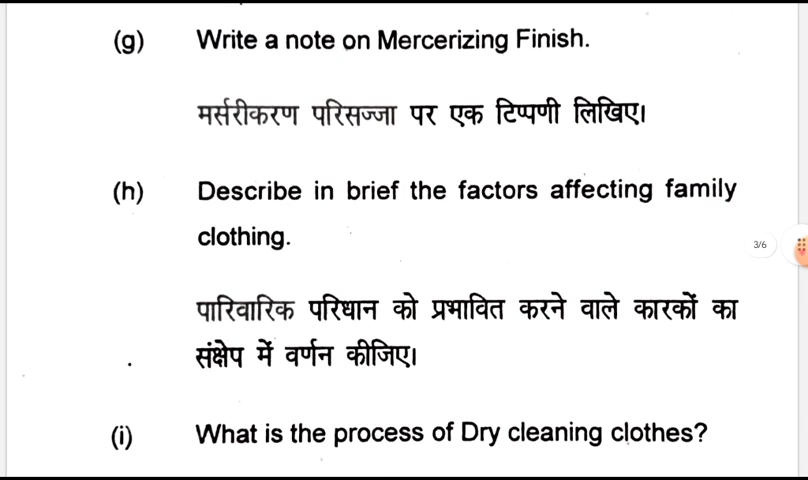 (g) Write a note on Mercerizing Finish.
मर्सरीकरण परिसज्जा पर एक टिप्पणी लिखिए।
(h) Describe in brief the factors affecting family
clothing.
3/6
पारिवारिक परिधान को प्रभावित करने वाले कारकों का
संक्षेप में वर्णन कीजिए।
(i) What is the process of Dry cleaning clothes?